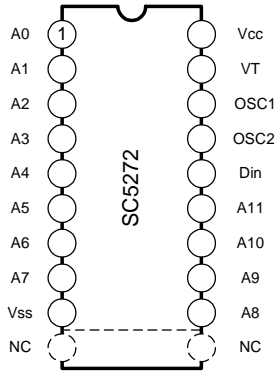 A0 1 Vcc
A1 VT
A2 OSC1
A3 OSC2
A4 Din
SC5272
A5 A11
A6 A10
A7 A9
Vss A8
NC NC